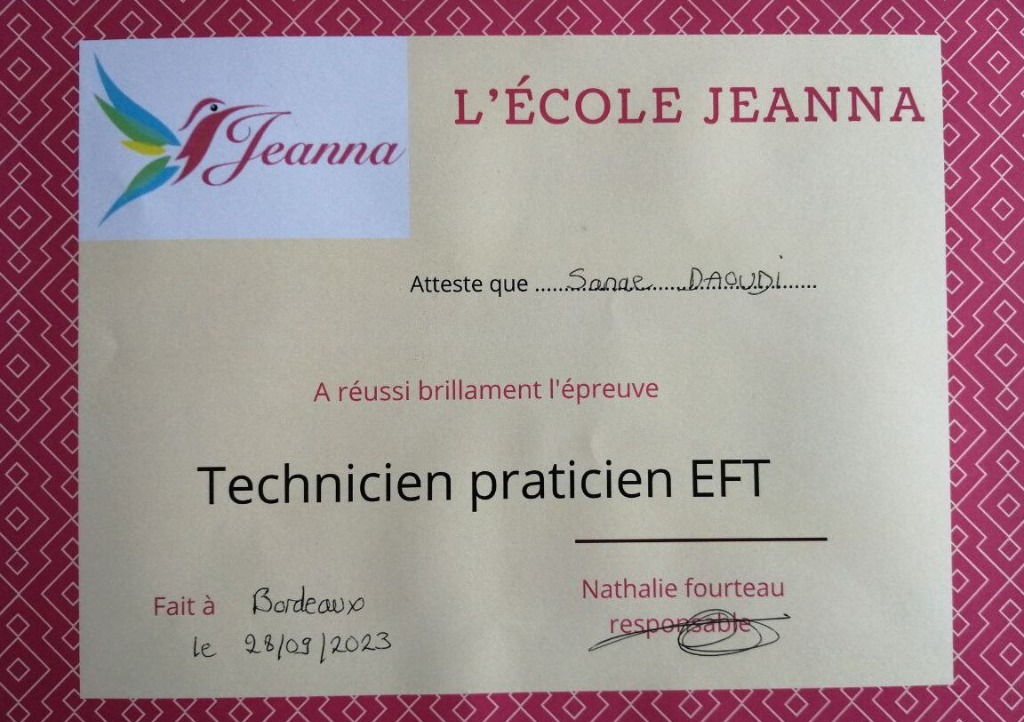 Jeanna
L'ÉCOLE JEANNA
Atteste que ......Sanae......DAOUDI......
A réussi brillament l'épreuve
Technicien praticien EFT
Nathalie fourteau
responsable
Fait à Bordeaux
le 28/09/2023